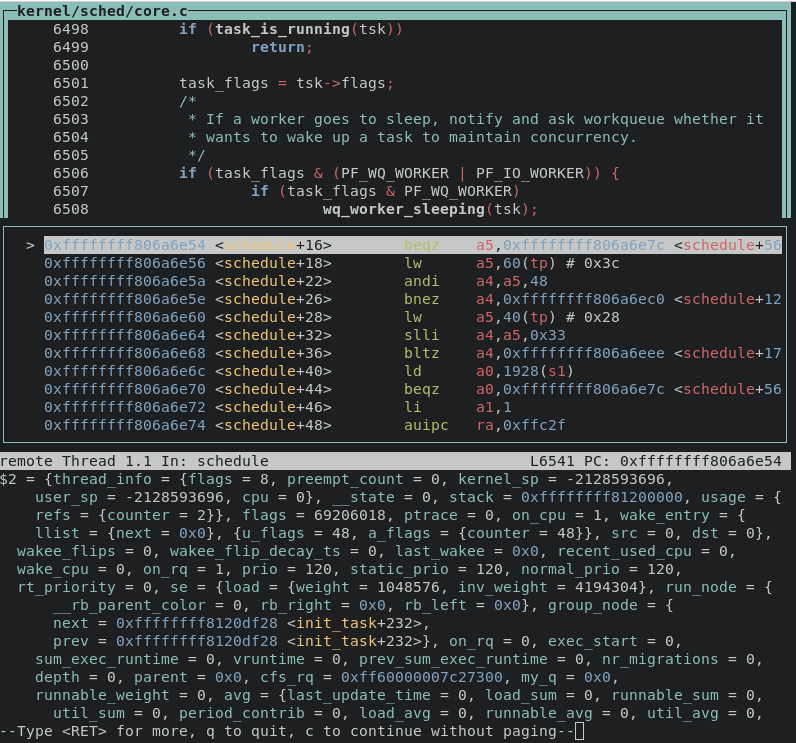 kernel/sched/core.c
6498 if (task_is_running(tsk))
6499 return;
6500
6501 task_flags = tsk->flags;
6502 /*
6503 * If a worker goes to sleep, notify and ask workqueue whether it
6504 * wants to wake up a task to maintain concurrency.
6505 */
6506 if (task_flags & (PF_WQ_WORKER | PF_IO_WORKER)) {
6507 if (task_flags & PF_WQ_WORKER)
6508 wq_worker_sleeping(tsk);
> 0xffffffff806a6e54 <schedule+16> beqz a5,0xffffffff806a6e7c <schedule+56
0xffffffff806a6e56 <schedule+18> lw a5,60(tp) # 0x3c
0xffffffff806a6e5a <schedule+22> andi a4,a5,48
0xffffffff806a6e5e <schedule+26> bnez a4,0xffffffff806a6ec0 <schedule+12
0xffffffff806a6e60 <schedule+28> lw a5,40(tp) # 0x28
0xffffffff806a6e64 <schedule+32> slli a4,a5,0x33
0xffffffff806a6e68 <schedule+36> bltz a4,0xffffffff806a6eee <schedule+17
0xffffffff806a6e6c <schedule+40> ld a0,1928(s1)
0xffffffff806a6e70 <schedule+44> beqz a0,0xffffffff806a6e7c <schedule+56
0xffffffff806a6e72 <schedule+46> li a1,1
0xffffffff806a6e74 <schedule+48> auipc ra,0xffc2f
remote Thread 1.1 In: schedule L6541 PC: 0xffffffff806a6e54
$2 = {thread_info = {flags = 8, preempt_count = 0, kernel_sp = -2128593696,
user_sp = -2128593696, cpu = 0}, __state = 0, stack = 0xffffffff81200000, usage = {
refs = {counter = 2}}, flags = 69206018, ptrace = 0, on_cpu = 1, wake_entry = {
llist = {next = 0x0}, {u_flags = 48, a_flags = {counter = 48}}, src = 0, dst = 0},
wakee_flips = 0, wakee_flip_decay_ts = 0, last_wakee = 0x0, recent_used_cpu = 0,
wake_cpu = 0, on_rq = 1, prio = 120, static_prio = 120, normal_prio = 120,
rt_priority = 0, se = {load = {weight = 1048576, inv_weight = 4194304}, run_node = {
__rb_parent_color = 0, rb_right = 0x0, rb_left = 0x0}, group_node = {
next = 0xffffffff8120df28 <init_task+232>,
prev = 0xffffffff8120df28 <init_task+232>}, on_rq = 0, exec_start = 0,
sum_exec_runtime = 0, vruntime = 0, prev_sum_exec_runtime = 0, nr_migrations = 0,
depth = 0, parent = 0x0, cfs_rq = 0xff60000007c27300, my_q = 0x0,
runnable_weight = 0, avg = {last_update_time = 0, load_sum = 0, runnable_sum = 0,
util_sum = 0, period_contrib = 0, load_avg = 0, runnable_avg = 0, util_avg = 0,
--Type <RET> for more, q to quit, c to continue without paging--